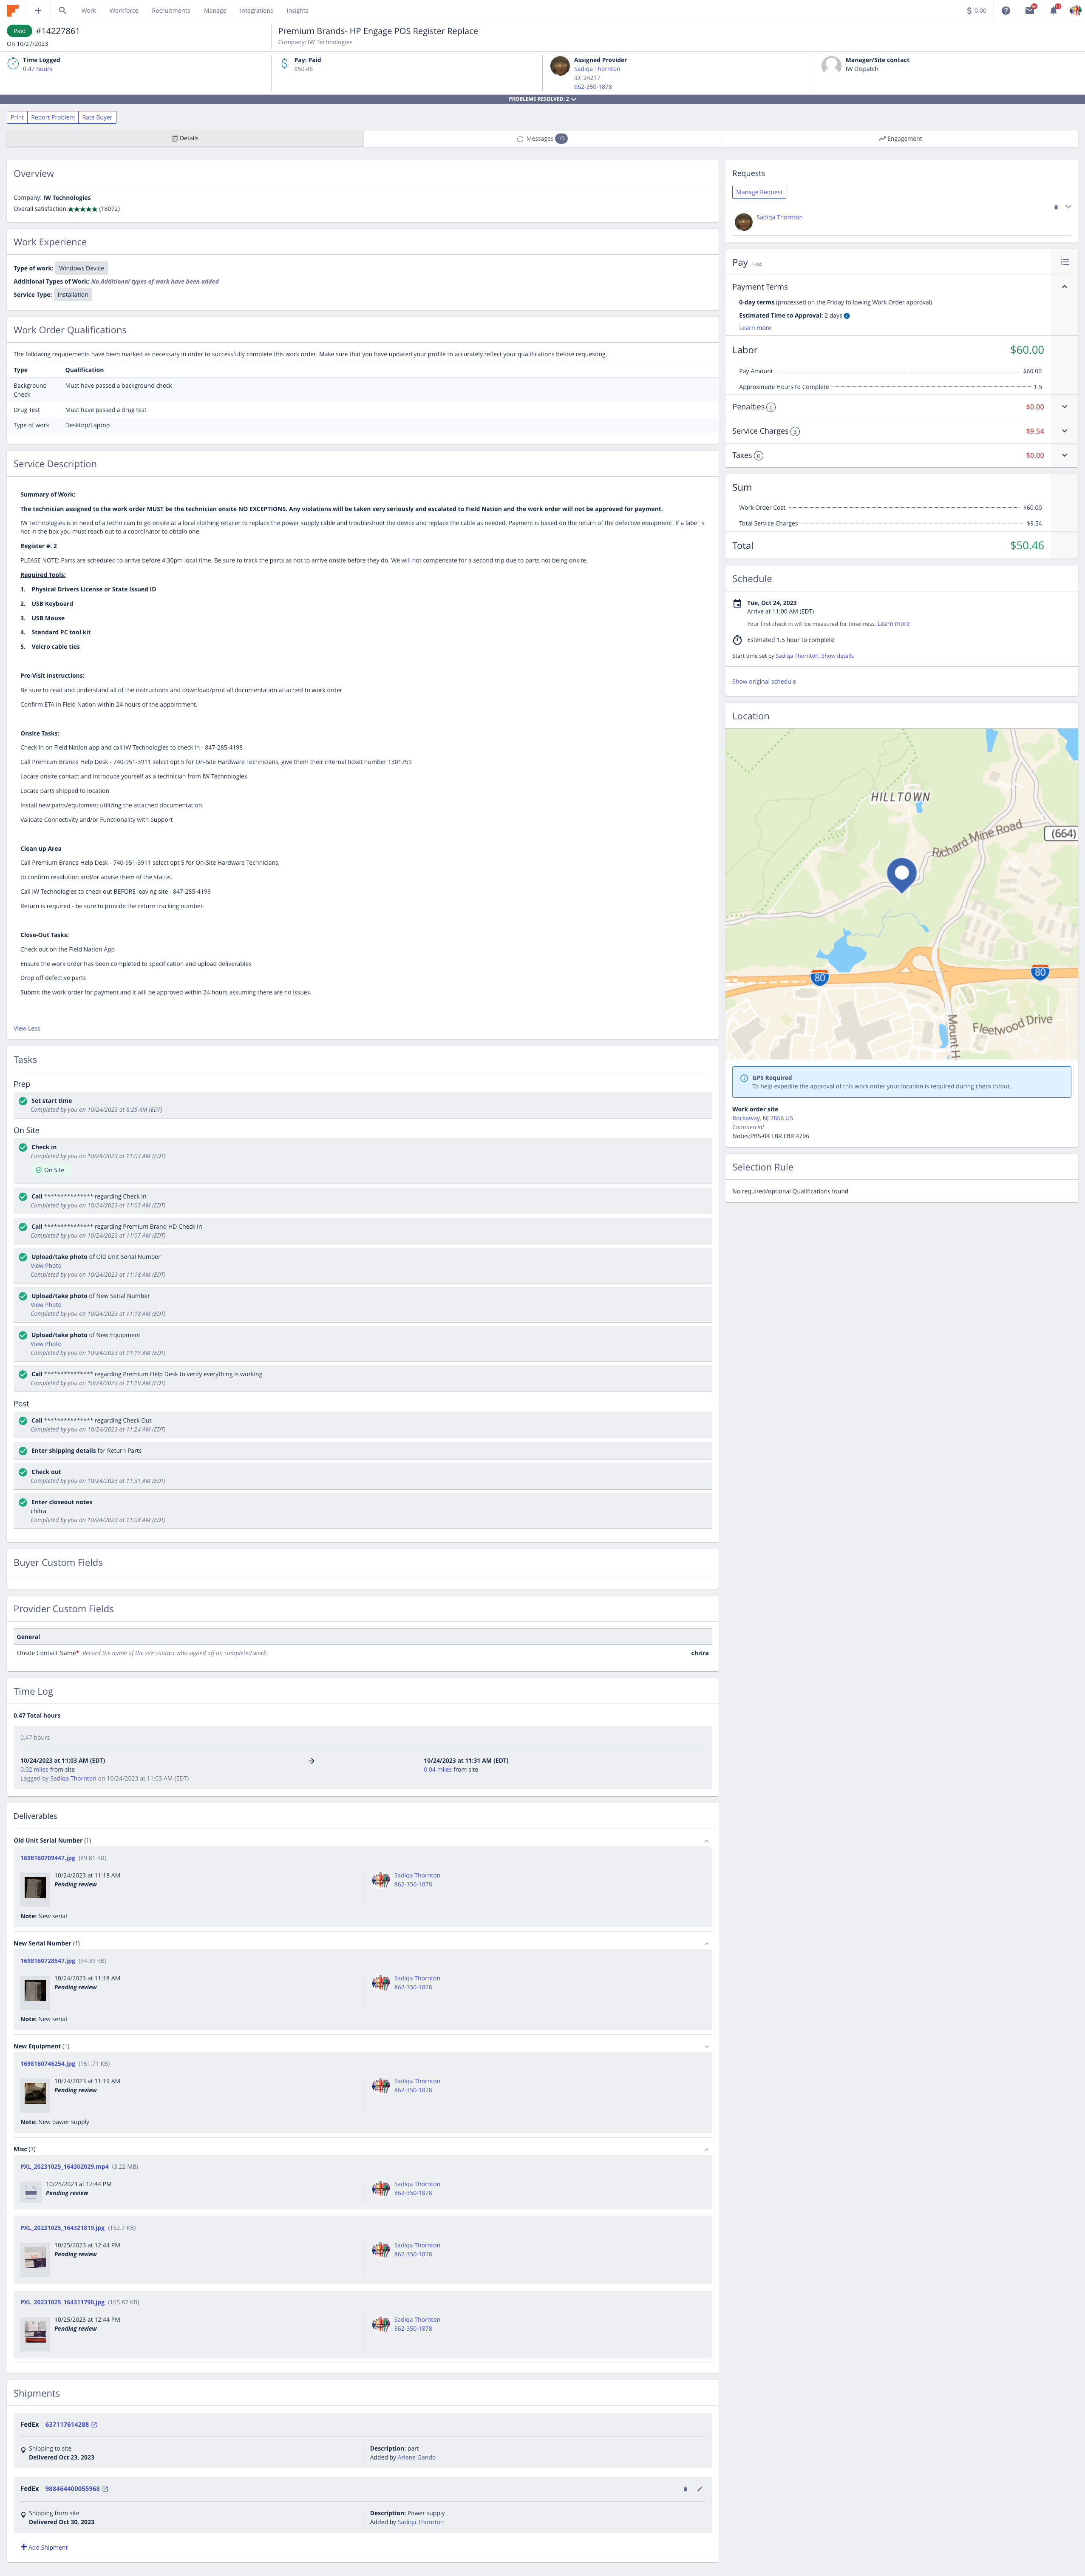 Work Workforce Recruitments Manage Integrations Insights
$ 0.00
Paid #14227861
On 10/27/2023
Premium Brands- HP Engage POS Register Replace
Company: IW Technologies
Time Logged
0.47 hours
Pay: Paid
$50.46
Assigned Provider
Sadiqa Thornton
ID: 24217
862-350-1878
Manager/Site contact
IW Dispatch
PROBLEMS RESOLVED: 2
Print Report Problem Rate Buyer
Details Messages 10 Engagement
Overview
Company: IW Technologies
Overall satisfaction:★★★★★ (18072)
Work Experience
Type of work: Windows Device
Additional Types of Work: No Additional types of work have been added
Service Type: Installation
Work Order Qualifications
The following requirements have been marked as necessary in order to successfully complete this work order. Make sure that you have updated your profile to accurately reflect your qualifications before requesting.
Type Qualification
Background
Check
Must have passed a background check
Drug Test Must have passed a drug test
Type of work Desktop/Laptop
Service Description
Summary of Work:
The technician assigned to the work order MUST be the technician onsite NO EXCEPTIONS. Any violations will be taken very seriously and escalated to Field Nation and the work order will not be approved for payment.
IW Technologies is in need of a technician to go onsite at a local clothing retailer to replace the power supply cable and troubleshoot the device and replace the cable as needed. Payment is based on the return of the defective equipment. If a label is
not in the box you must reach out to a coordinator to obtain one.
Register #: 2
PLEASE NOTE: Parts are scheduled to arrive before 4:30pm local time. Be sure to track the parts as not to arrive onsite before they do. We will not compensate for a second trip due to parts not being onsite.
Required Tools:
1. Physical Drivers License or State Issued ID
2. USB Keyboard
3. USB Mouse
4. Standard PC tool kit
5. Velcro cable ties
Pre-Visit Instructions:
Be sure to read and understand all of the instructions and download/print all documentation attached to work order
Confirm ETA in Field Nation within 24 hours of the appointment.
Onsite Tasks:
Check in on Field Nation app and call IW Technologies to check in - 847-285-4198
Call Premium Brands Help Desk - 740-951-3911 select opt 5 for On-Site Hardware Technicians, give them their internal ticket number 1301759
Locate onsite contact and introduce yourself as a technician from IW Technologies
Locate parts shipped to location
Install new parts/equipment utilizing the attached documentation.
Validate Connectivity and/or Functionality with Support
Clean up Area
Call Premium Brands Help Desk - 740-951-3911 select opt 5 for On-Site Hardware Technicians,
to confirm resolution and/or advise them of the status.
Call IW Technologies to check out BEFORE leaving site - 847-285-4198
Return is required - be sure to provide the return tracking number.
Close-Out Tasks:
Check out on the Field Nation App
Ensure the work order has been completed to specification and upload deliverables
Drop off defective parts
Submit the work order for payment and it will be approved within 24 hours assuming there are no issues.
View Less
Tasks
Prep
Set start time
Completed by you on 10/24/2023 at 8:25 AM (EDT)
On Site
Check in
Completed by you on 10/24/2023 at 11:03 AM (EDT)
On Site
Call *************** regarding Check In
Completed by you on 10/24/2023 at 11:03 AM (EDT)
Call *************** regarding Premium Brand HD Check In
Completed by you on 10/24/2023 at 11:07 AM (EDT)
Upload/take photo of Old Unit Serial Number
View Photo
Completed by you on 10/24/2023 at 11:18 AM (EDT)
Upload/take photo of New Serial Number
View Photo
Completed by you on 10/24/2023 at 11:18 AM (EDT)
Upload/take photo of New Equipment
View Photo
Completed by you on 10/24/2023 at 11:19 AM (EDT)
Call *************** regarding Premium Help Desk to verify everything is working
Completed by you on 10/24/2023 at 11:19 AM (EDT)
Post
Call *************** regarding Check Out
Completed by you on 10/24/2023 at 11:24 AM (EDT)
Enter shipping details for Return Parts
Check out
Completed by you on 10/24/2023 at 11:31 AM (EDT)
Enter closeout notes
chitra
Completed by you on 10/24/2023 at 11:08 AM (EDT)
Buyer Custom Fields
Provider Custom Fields
General
Onsite Contact Name* Record the name of the site contact who signed off on completed work chitra
Time Log
0.47 Total hours
0.47 hours
10/24/2023 at 11:03 AM (EDT) → 10/24/2023 at 11:31 AM (EDT)
0.02 miles from site 0.04 miles from site
Logged by Sadiqa Thornton on 10/24/2023 at 11:03 AM (EDT)
Deliverables
Old Unit Serial Number (1)
1698160709447.jpg (89.81 KB)
10/24/2023 at 11:18 AM Sadiqa Thornton
Pending review 862-350-1878
Note: New serial
New Serial Number (1)
1698160728547.jpg (94.39 KB)
10/24/2023 at 11:18 AM Sadiqa Thornton
Pending review 862-350-1878
Note: New serial
New Equipment (1)
1698160746254.jpg (151.71 KB)
10/24/2023 at 11:19 AM Sadiqa Thornton
Pending review 862-350-1878
Note: New pawer supply
Misc (3)
PXL_20231025_164302029.mp4 (3.22 MB)
10/25/2023 at 12:44 PM Sadiqa Thornton
Pending review 862-350-1878
PXL_20231025_164321819.jpg (152.7 KB)
10/25/2023 at 12:44 PM Sadiqa Thornton
Pending review 862-350-1878
PXL_20231025_164311790.jpg (165.87 KB)
10/25/2023 at 12:44 PM Sadiqa Thornton
Pending review 862-350-1878
Shipments
FedEx 637117614288
Shipping to site Description: part
Delivered Oct 23, 2023 Added by Arlene Gando
FedEx 988464400055968
Shipping from site Description: Power supply
Delivered Oct 30, 2023 Added by Sadiqa Thornton
Add Shipment
Requests
Manage Request
Sadiqa Thornton
Pay Fixed
Payment Terms
0-day terms (processed on the Friday following Work Order approval)
Estimated Time to Approval: 2 days
Learn more
Labor $60.00
Pay Amount $60.00
Approximate Hours to Complete 1.5
Penalties 0 $0.00
Service Charges 3 $9.54
Taxes 0 $0.00
Sum
Work Order Cost $60.00
Total Service Charges $9.54
Total $50.46
Schedule
Tue, Oct 24, 2023
Arrive at 11:00 AM (EDT)
Your first check in will be measured for timeliness. Learn more
Estimated 1.5 hour to complete
Start time set by Sadiqa Thornton. Show details
Show original schedule
Location
HILLTOWN
Richard Mine Road
(664)
80
80
Mount H
Fleetwood Drive
GPS Required
To help expedite the approval of this work order your location is required during check in/out.
Work order site
Rockaway, NJ 7866 US
Commercial
Notes:PBS-04 LBR LBR 4796
Selection Rule
No required/optional Qualifications found